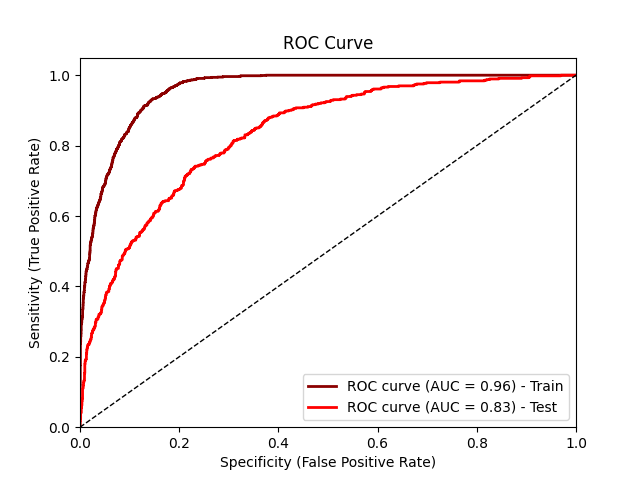 ROC Curve
1.0
0.8
0.6
0.4
0.2
0.0
Sensitivity (True Positive Rate)
ROC curve (AUC = 0.96) - Train
ROC curve (AUC = 0.83) - Test
0.0 0.2 0.4 0.6 0.8 1.0
Specificity (False Positive Rate)